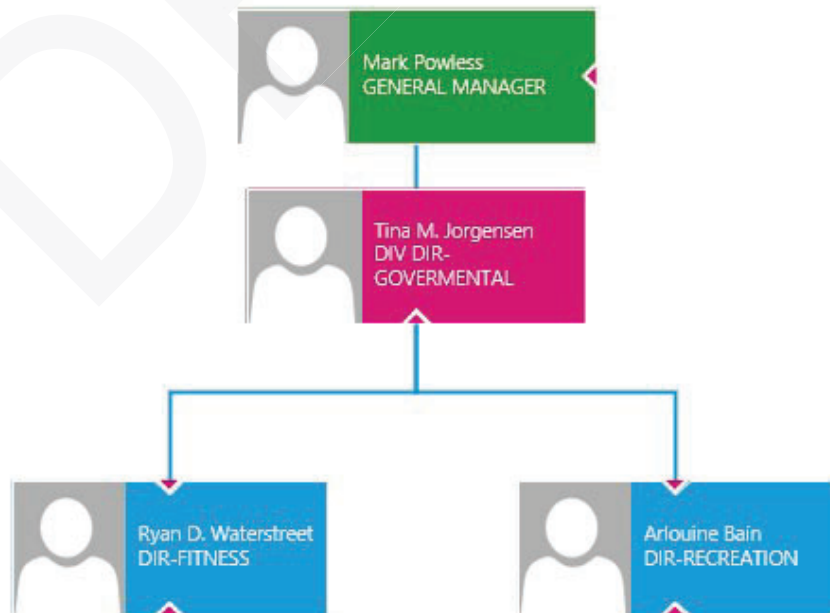 Mark Powless
GENERAL MANAGER
Tina M. Jorgensen
DIV DIR-
GOVERMENTAL
Ryan D. Waterstreet
DIR-FITNESS
Arlouine Bain
DIR-RECREATION